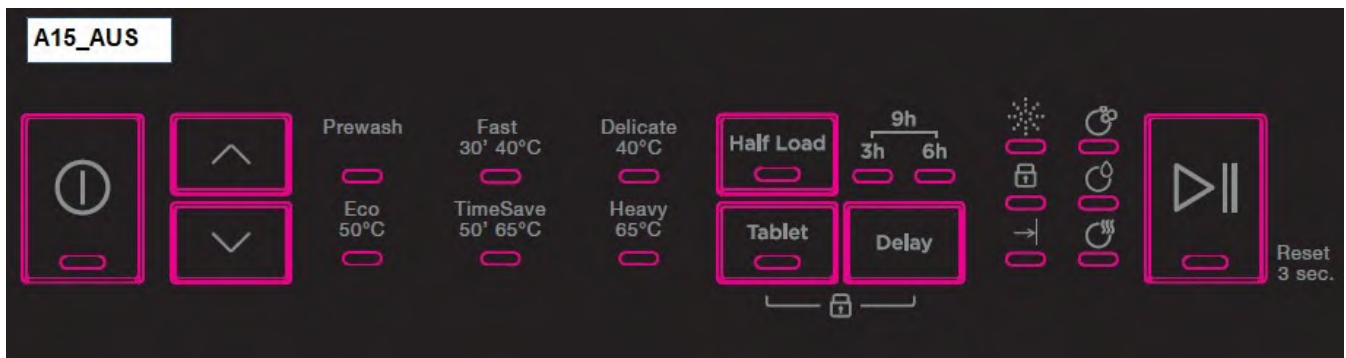 A15_AUS
Prewash
Fast
30' 40°C
Delicate
40°C
Eco
50°C
TimeSave
50' 65°C
Heavy
65°C
Half Load
9h
3h 6h
Tablet
Delay
Reset
3 sec.